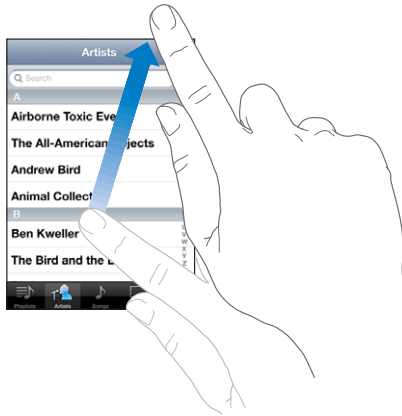 Artists
Search
A
Airborne Toxic Eve
The All-American jects
Andrew Bird
Animal Collect
B
Ben Kweller
The Bird and the
V
W
X
Y
Z
Playlists Artists Songs